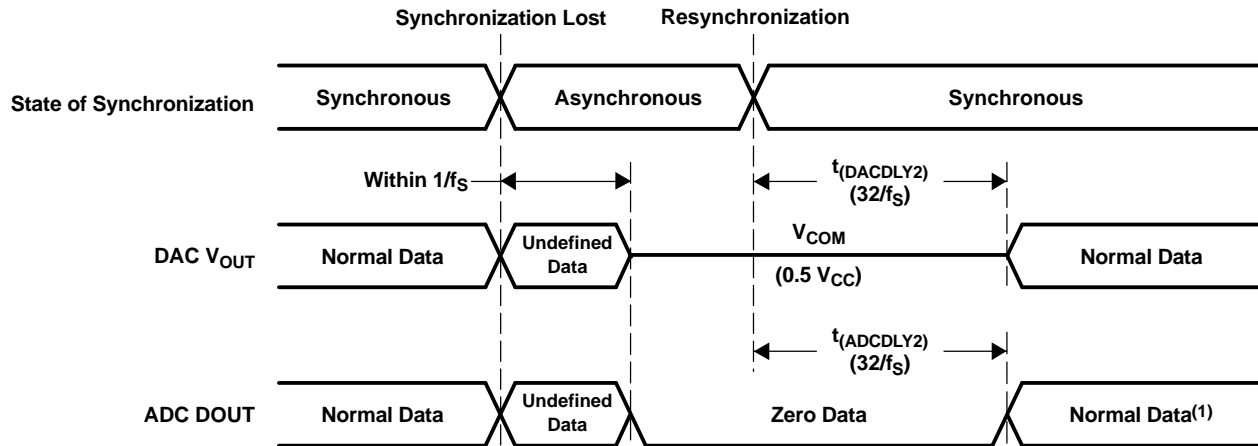 Synchronization Lost
Resynchronization
State of Synchronization
Synchronous
Asynchronous
Synchronous
Within 1/fS
t(DACDLY2)
(32/fS)
DAC VOUT
Normal Data
Undefined
Data
VCOM
(0.5 VCC)
Normal Data
t(ADCDLY2)
(32/fS)
ADC DOUT
Normal Data
Undefined
Data
Zero Data
Normal Data(1)